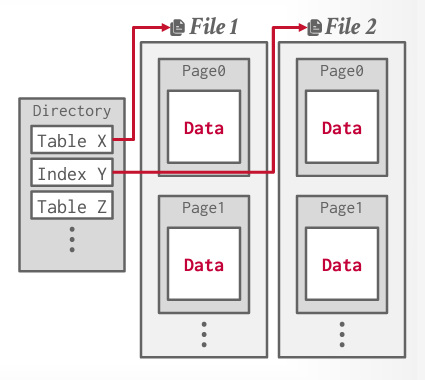 File 1
File 2
Directory
Table X
Index Y
Table Z
Page0
Data
Page1
Data
Page0
Data
Page1
Data